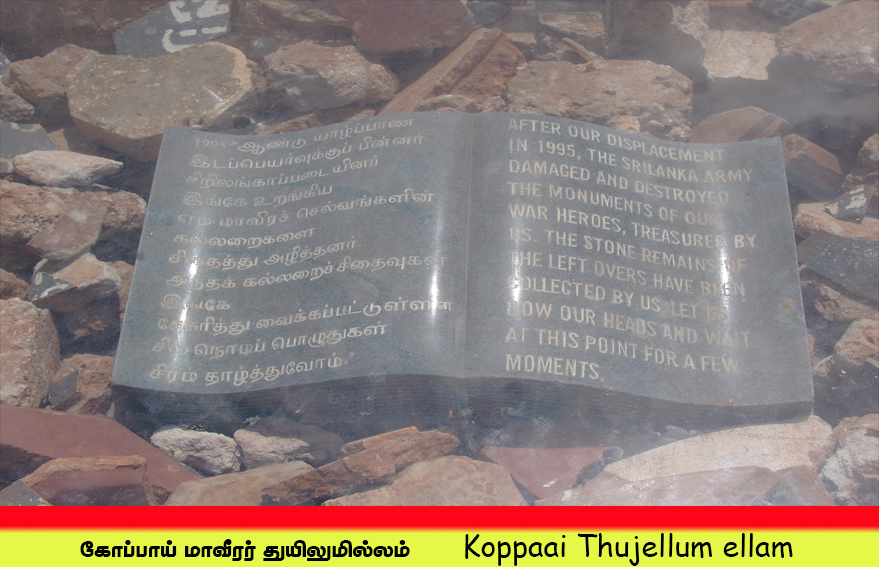 1995ஆம் ஆண்டு யாழ்ப்பாண
இடப்பெயர்வுக்குப் பின்னர்
சிறிலங்காப்படையினர்
இங்கே உறங்கிய
எம் மாவீரச் செல்வங்களின்
கல்லறைகளை
சிதைத்து அழித்தனர்.
அந்தக் கல்லறைச்சிதைவுகள்
இங்கே
சேகரித்து வைக்கப்பட்டுள்ளன
சில நொடிப் பொழுதுகள்
சிரம் தாழ்த்துவோம்.
AFTER OUR DISPLACEMENT
IN 1995, THE SRILANKA ARMY
DAMAGED AND DESTROYED
THE MONUMENTS OF OUR
WAR HEROES, TREASURED BY
US. THE STONE REMAINS OF
THE LEFT OVERS HAVE BEEN
COLLECTED BY US. LET US
BOW OUR HEADS AND WAIT
AT THIS POINT FOR A FEW
MOMENTS.
கோப்பாய் மாவீரர் துயிலுமில்லம்
Koppaai Thujellum ellam